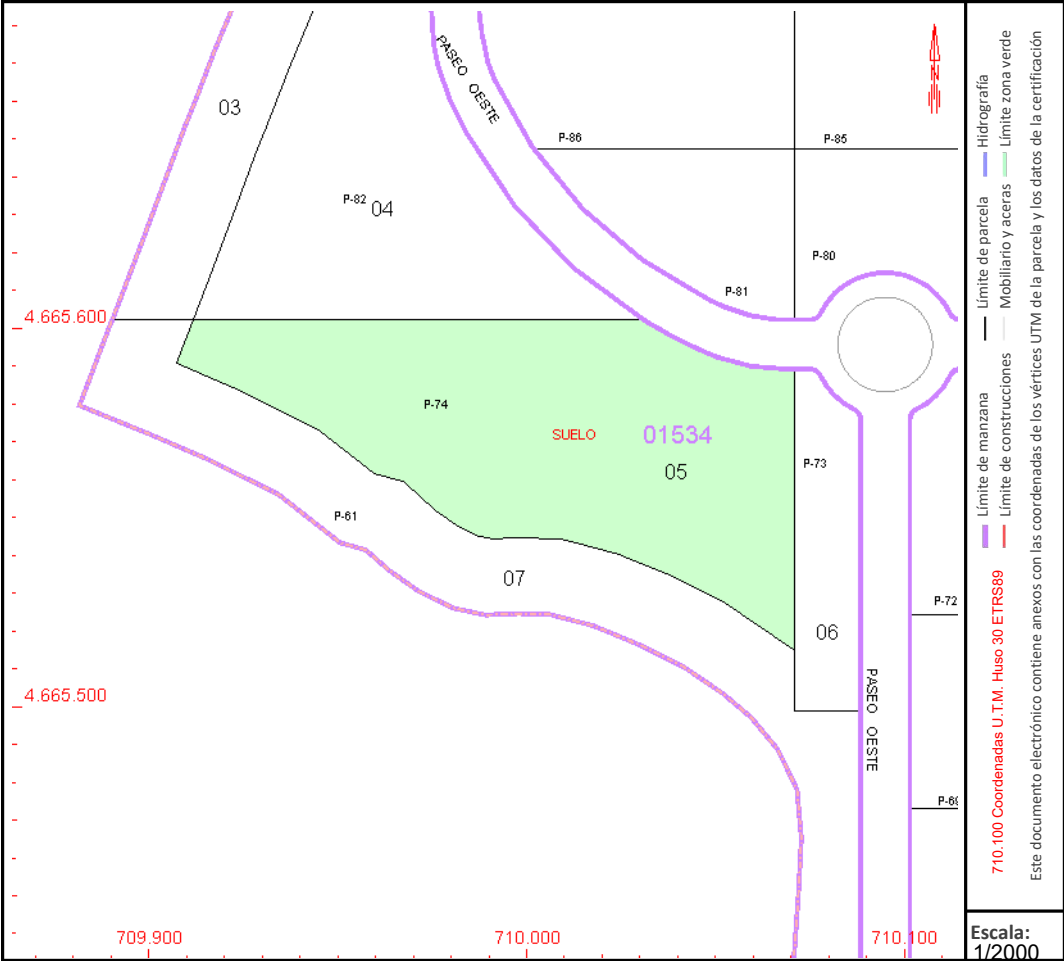 PASEO OESTE
03
P-86
P-85
P-82
04
P-80
P-81
4.665.600
P-74
SUELO
01534
05
P-73
P-61
07
06
P-72
4.665.500
PASEO OESTE
P-69
709.900
710.000
710.100
N
Límite de manzana
Límite de parcela
Hidrografía
Límite de construcciones
Mobiliario y aceras
Límite zona verde
710.100 Coordenadas U.T.M. Huso 30 ETRS89
Este documento electrónico contiene anexos con las coordenadas de los vértices UTM de la parcela y los datos de la certificación
Escala:
1/2000